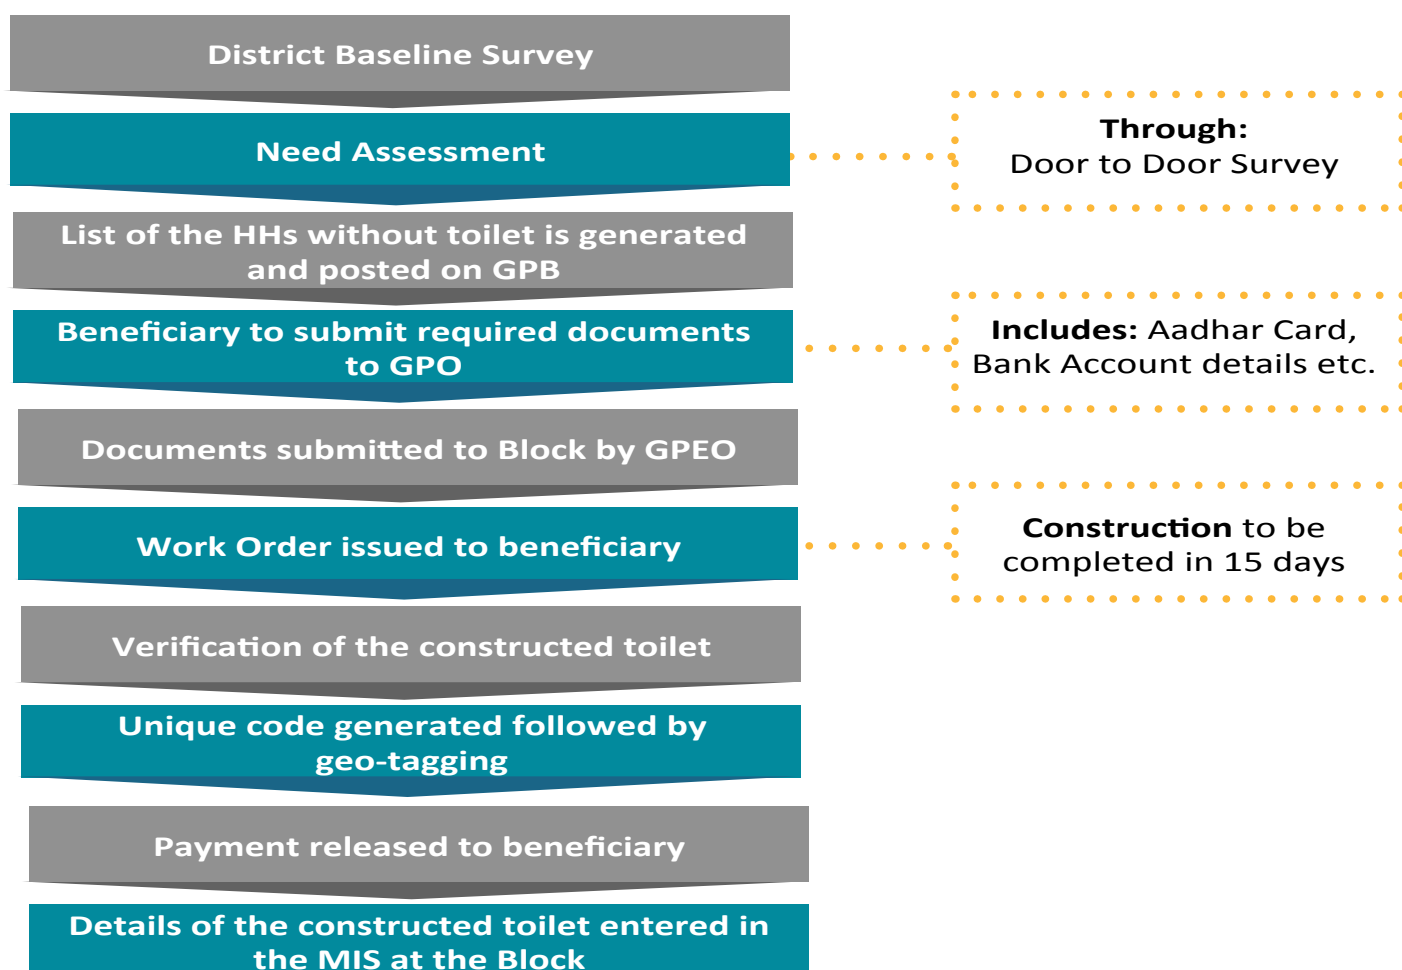 District Baseline Survey
Need Assessment
Through:
Door to Door Survey
List of the HHs without toilet is generated
and posted on GPB
Beneficiary to submit required documents
to GPO
Includes: Aadhar Card,
Bank Account details etc.
Documents submitted to Block by GPEO
Work Order issued to beneficiary
Construction to be
completed in 15 days
Verification of the constructed toilet
Unique code generated followed by
geo-tagging
Payment released to beneficiary
Details of the constructed toilet entered in
the MIS at the Block